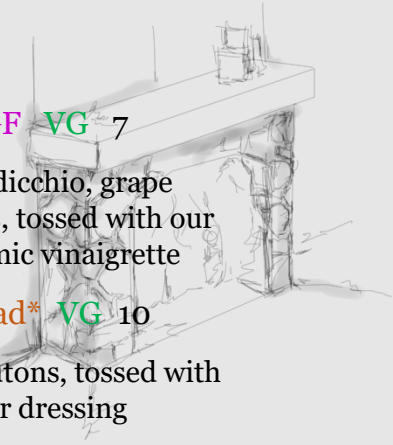 F VG 7
dicchio, grape
, tossed with our
mic vinaigrette
ad* VG 10
tons, tossed with
r dressing